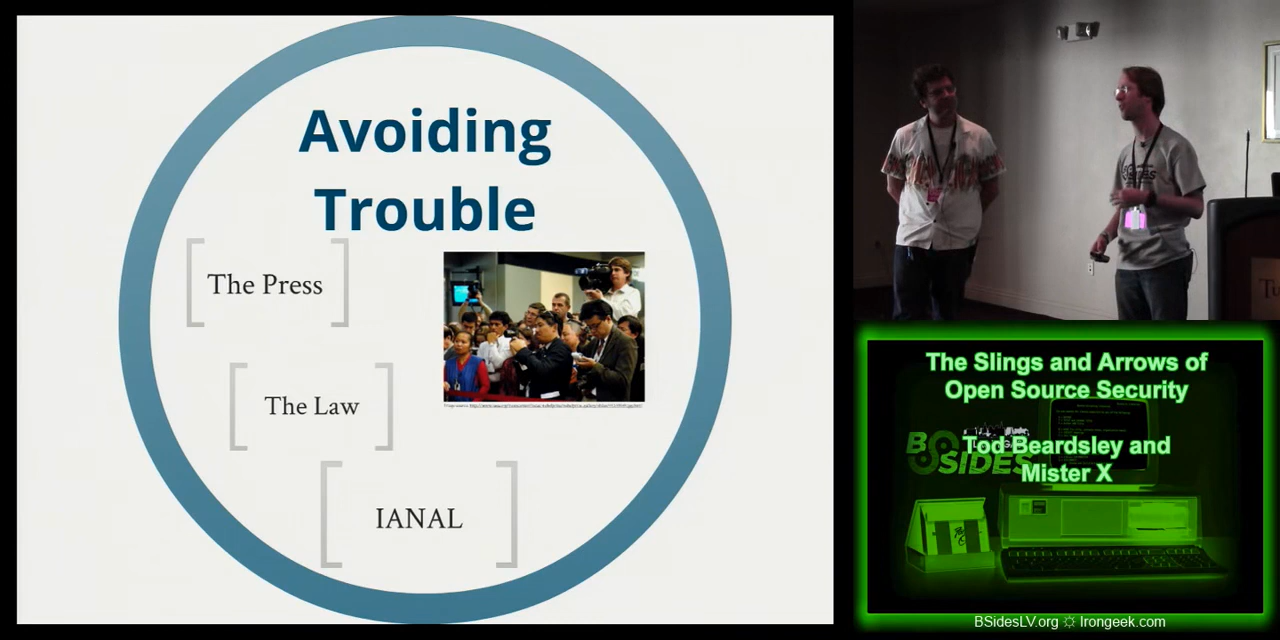 Avoiding
Trouble
The Press
The Law
IANAL
The Slings and Arrows of
Open Source Security
Tod Beardsley and
Mister X
BSIDES
BSidesLV.org ☼ Irongeek.com